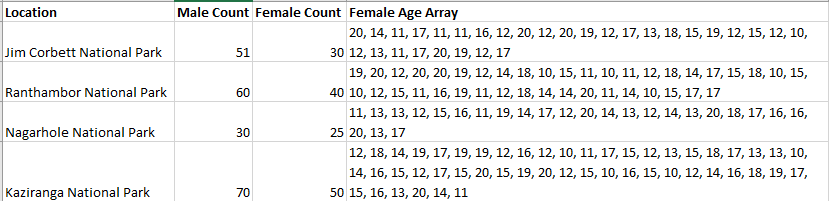 Location Male Count Female Count Female Age Array
20, 14, 11, 17, 11, 11, 16, 12, 20, 12, 20, 19, 12, 17, 13, 18, 15, 19, 12, 15, 12, 10,
Jim Corbett National Park 51 30 12, 13, 11, 17, 20, 19, 12, 17
19, 20, 12, 20, 20, 19, 12, 14, 18, 10, 15, 11, 10, 11, 12, 18, 14, 17, 15, 18, 10, 15,
Ranthambor National Park 60 40 10, 12, 15, 11, 16, 19, 11, 12, 18, 14, 14, 20, 11, 14, 10, 15, 17, 17
11, 13, 13, 12, 15, 16, 11, 19, 14, 17, 12, 20, 14, 13, 12, 14, 13, 20, 18, 17, 16, 16,
Nagarhole National Park 30 25 20, 13, 17
12, 18, 14, 19, 17, 19, 19, 12, 16, 12, 10, 11, 17, 15, 12, 13, 15, 18, 17, 13, 13, 10,
14, 16, 15, 12, 17, 15, 20, 15, 19, 20, 12, 15, 10, 16, 15, 10, 12, 14, 16, 18, 19, 17,
Kaziranga National Park 70 50 15, 16, 13, 20, 14, 11